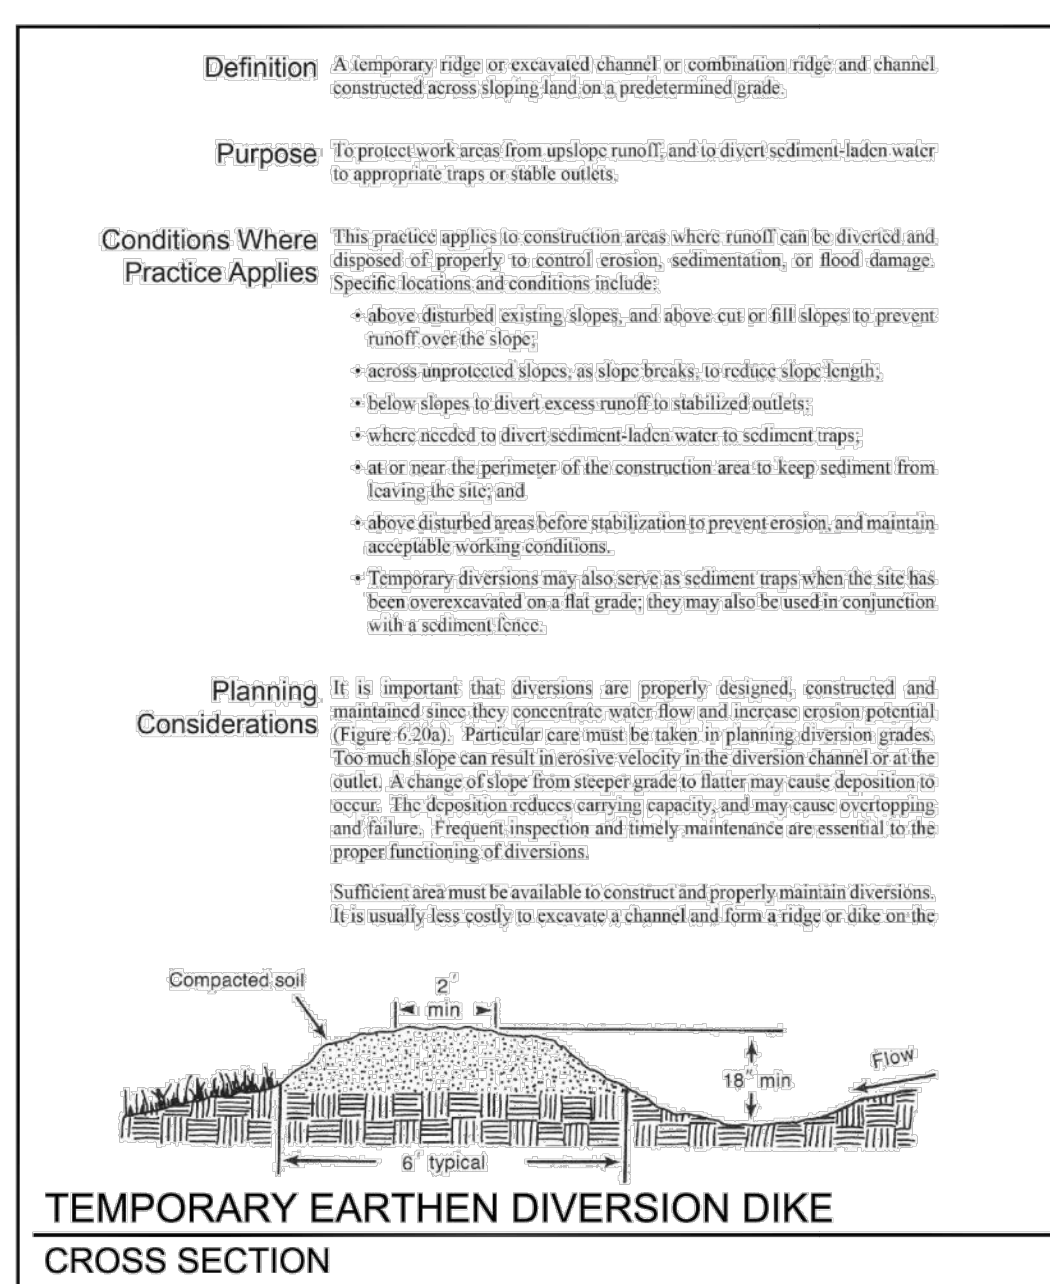 Definition A temporary ridge or excavated channel or combination ridge and channel
constructed across sloping land on a predetermined grade.
Purpose To protect work areas from upslope runoff, and to divert sediment-laden water
to appropriate traps or stable outlets.
Conditions Where
Practice Applies
This practice applies to construction areas where runoff can be diverted and
disposed of properly to control erosion, sedimentation, or flood damage.
Specific locations and conditions include:
• above disturbed existing slopes, and above cut or fill slopes to prevent
runoff over the slope;
• across unprotected slopes, as slope breaks, to reduce slope length;
• below slopes to divert excess runoff to stabilized outlets;
• where needed to divert sediment-laden water to sediment traps;
• at or near the perimeter of the construction area to keep sediment from
leaving the site; and
• above disturbed areas before stabilization to prevent erosion, and maintain
acceptable working conditions.
• Temporary diversions may also serve as sediment traps when the site has
been overexcavated on a flat grade; they may also be used in conjunction
with a sediment fence.
Planning
Considerations
It is important that diversions are properly designed, constructed and
maintained since they concentrate water flow and increase erosion potential
(Figure 6.20a). Particular care must be taken in planning diversion grades.
Too much slope can result in erosive velocity in the diversion channel or at the
outlet. A change of slope from steeper grade to flatter may cause deposition to
occur. The deposition reduces carrying capacity, and may cause overtopping
and failure. Frequent inspection and timely maintenance are essential to the
proper functioning of diversions.
Sufficient area must be available to construct and properly maintain diversions.
It is usually less costly to excavate a channel and form a ridge or dike on the
Compacted soil
2'
min
18" min
Flow
6' typical
TEMPORARY EARTHEN DIVERSION DIKE
CROSS SECTION